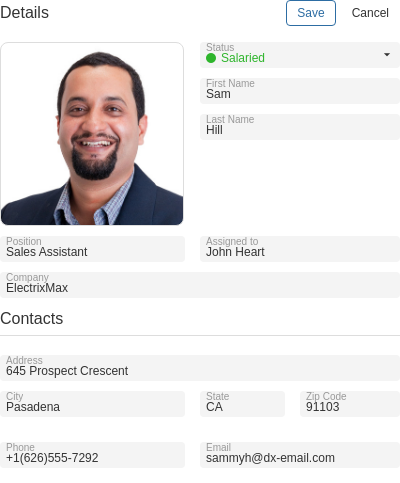 Details
Save
Cancel
Status
Salaried
First Name
Sam
Last Name
Hill
Position
Sales Assistant
Assigned to
John Heart
Company
ElectrixMax
Contacts
Address
645 Prospect Crescent
City
Pasadena
State
CA
Zip Code
91103
Phone
+1(626)555-7292
Email
sammyh@dx-email.com